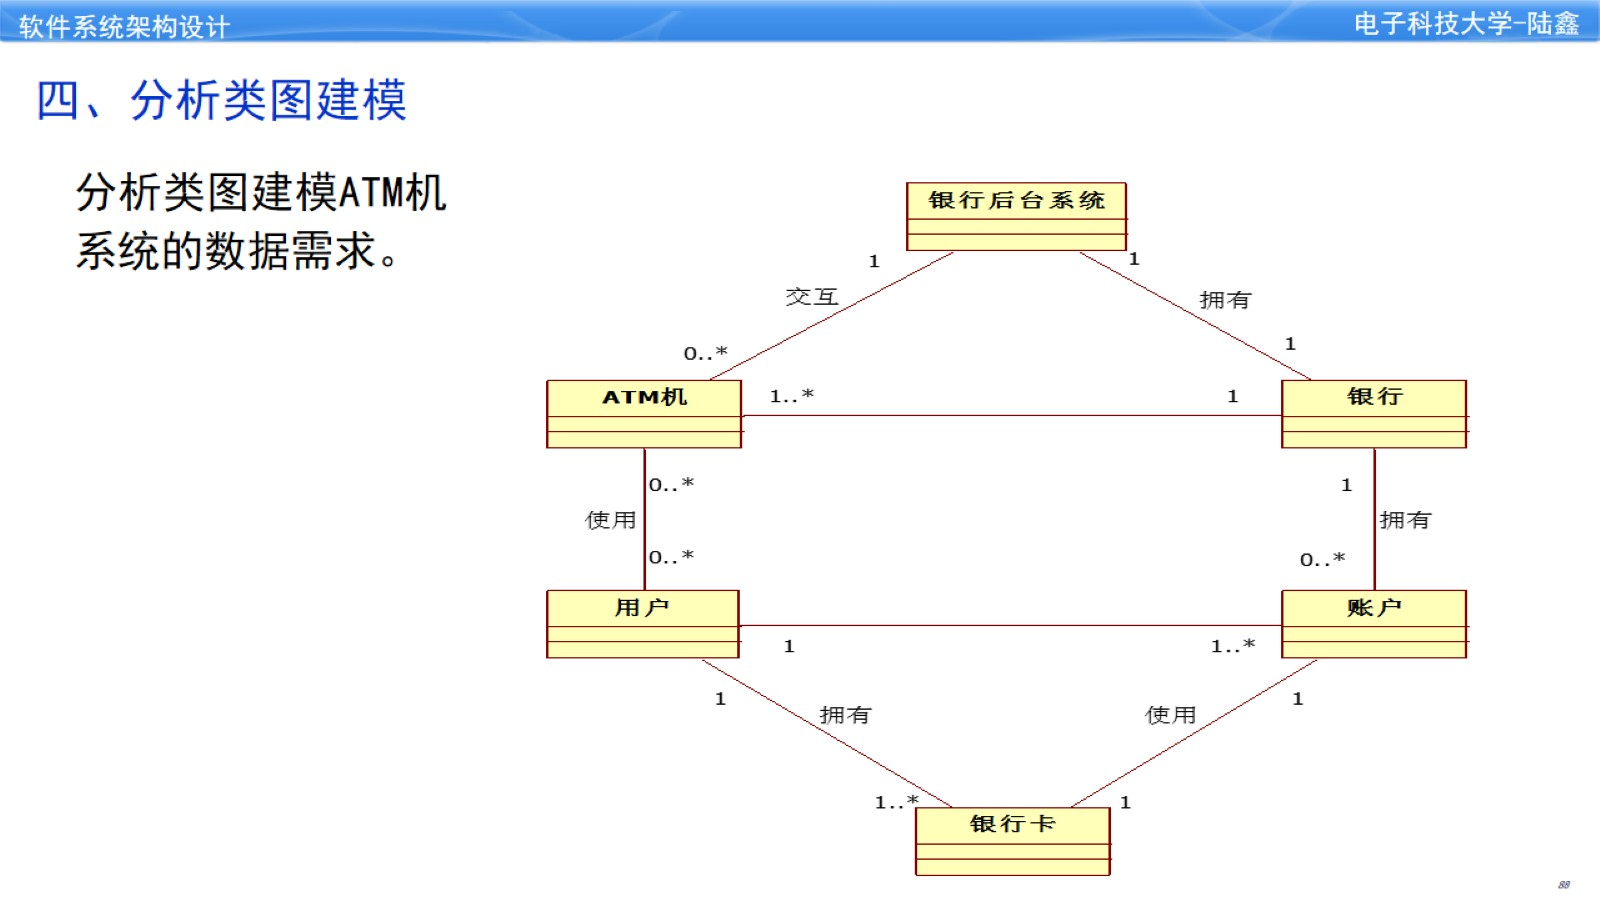 软件系统架构设计
电子科技大学-陆鑫
四、分析类图建模
分析类图建模ATM机
系统的数据需求。
银行后台系统
1
1
交互
拥有
0..*
1
ATM机
1..*
1
银行
0..*
1
使用
拥有
0..*
0..*
用户
账户
1
1..*
1
1
拥有
使用
1..*
1
银行卡
88